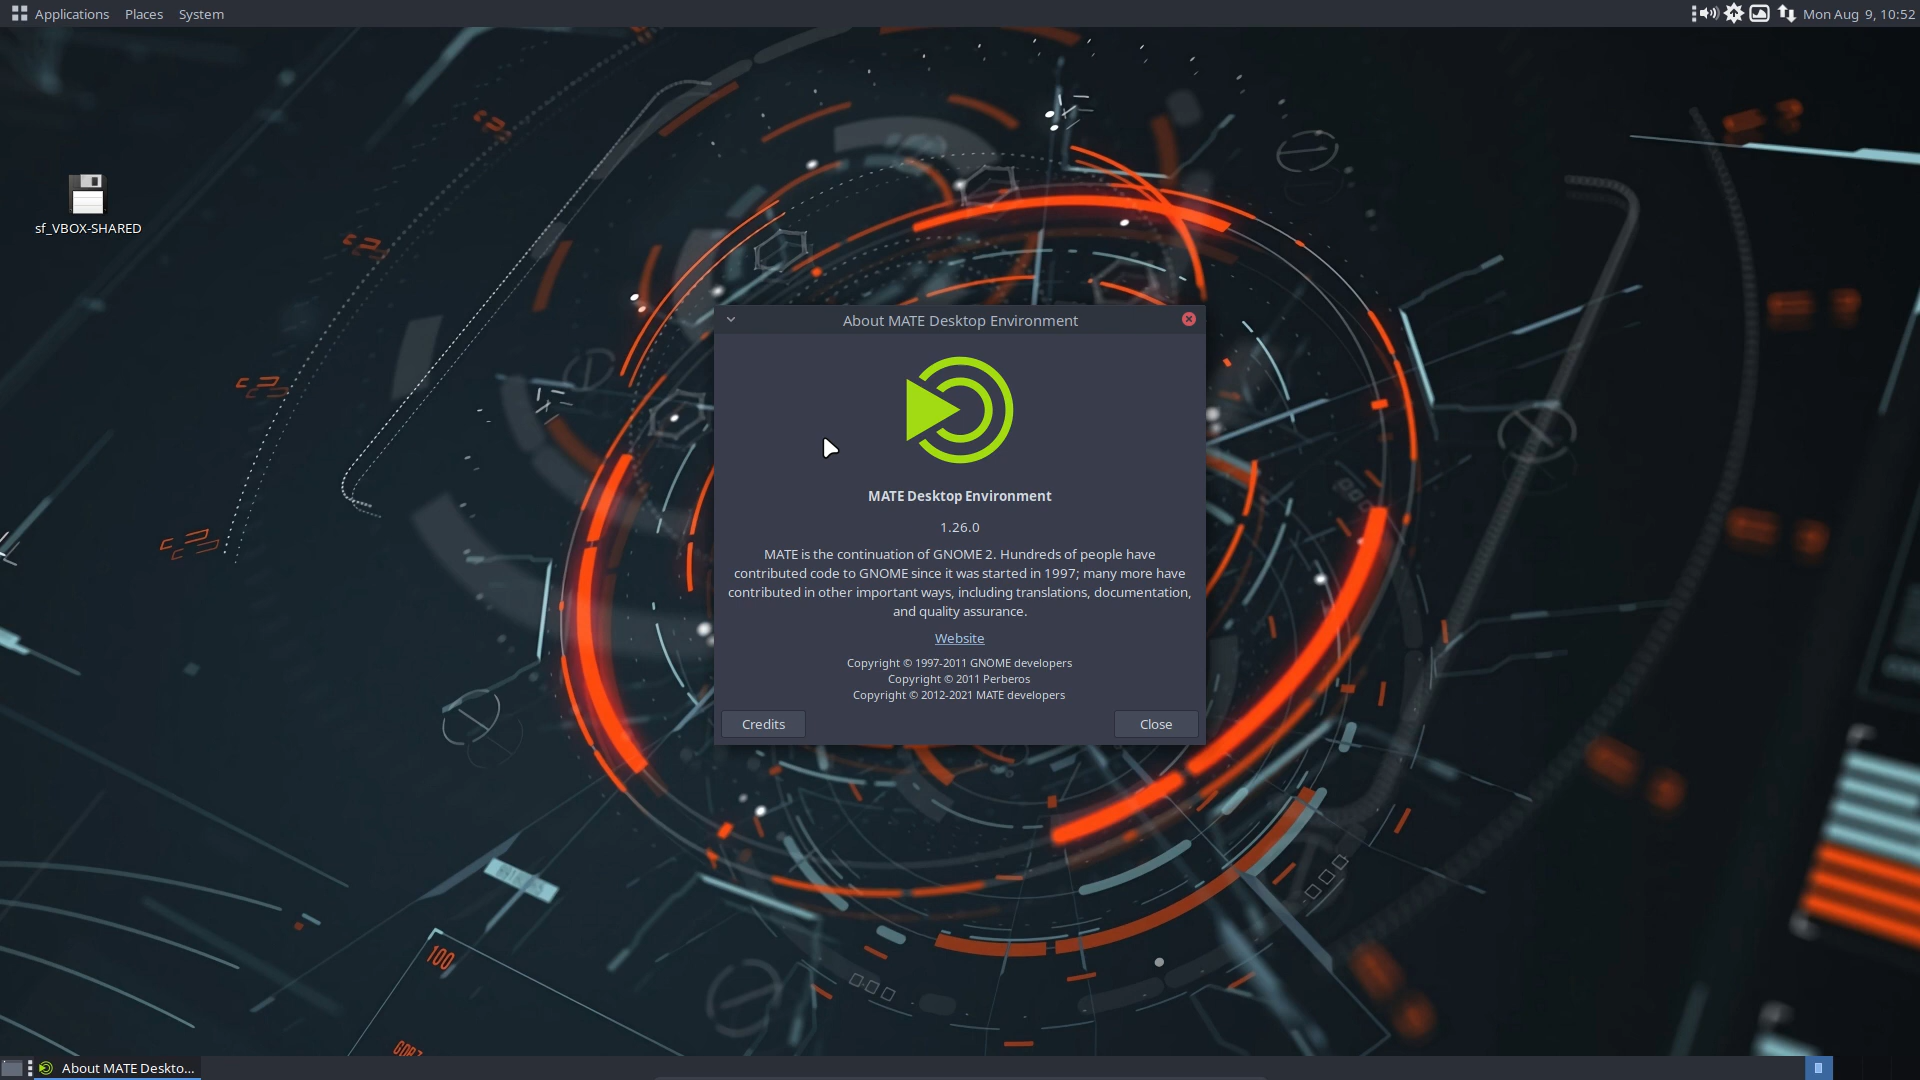 Applications Places System
Mon Aug 9, 10:52
sf_VBOX-SHARED
About MATE Desktop Environment
MATE Desktop Environment
1.26.0
MATE is the continuation of GNOME 2. Hundreds of people have
contributed code to GNOME since it was started in 1997; many more have
contributed in other important ways, including translations, documentation,
and quality assurance.
Website
Copyright © 1997-2011 GNOME developers
Copyright © 2011 Perberos
Copyright © 2012-2021 MATE developers
Credits Close
100
About MATE Deskto...